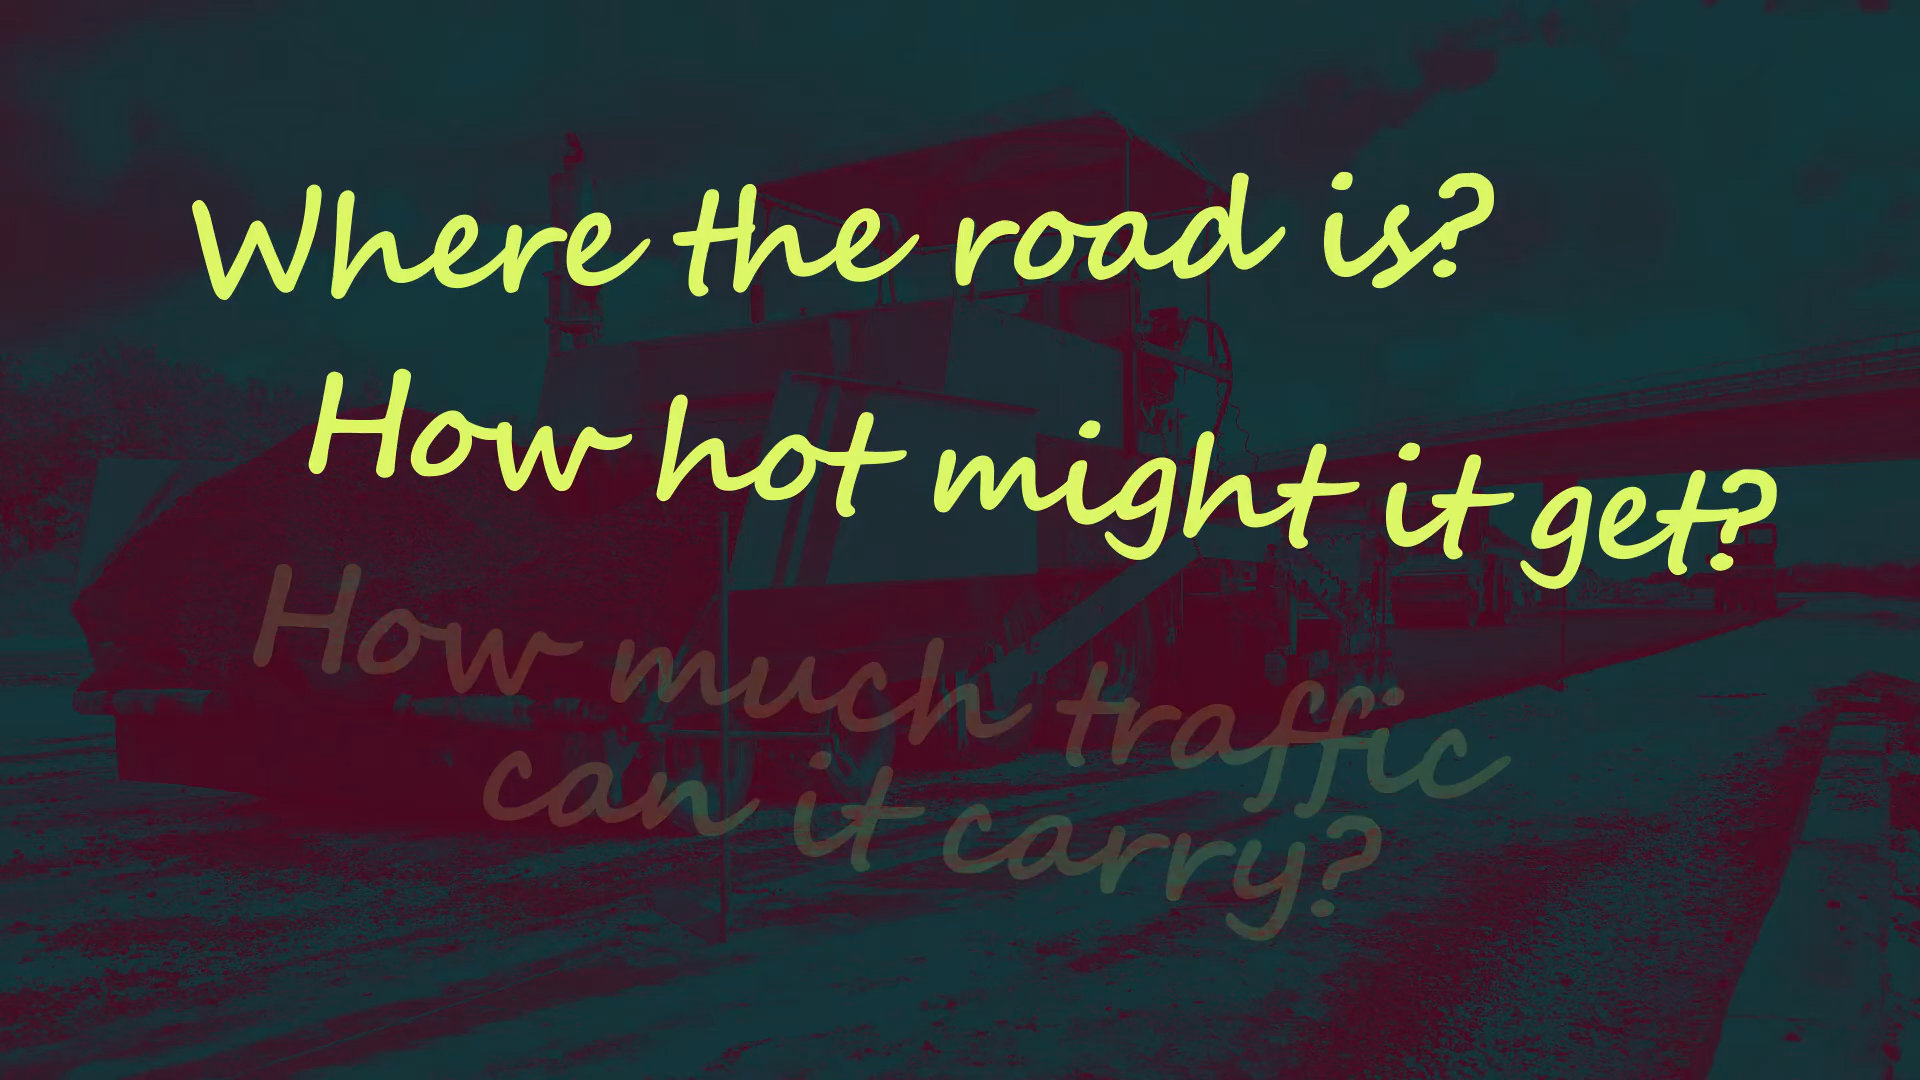 Where the road is?
How hot might it get?
How much traffic
can it carry?